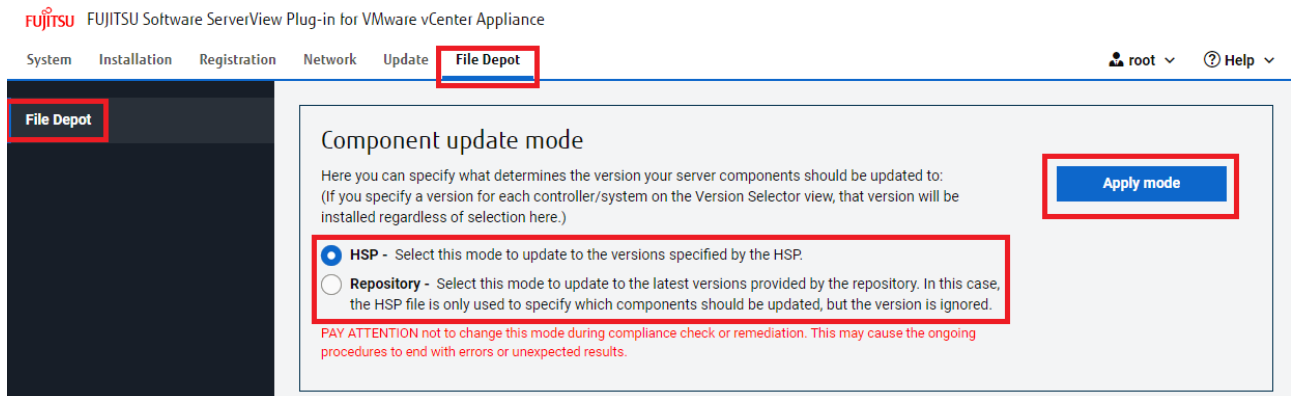 FUJITSU FUJITSU Software ServerView Plug-in for VMware vCenter Appliance
System Installation Registration Network Update File Depot root Help
File Depot
Component update mode
Here you can specify what determines the version your server components should be updated to:
(If you specify a version for each controller/system on the Version Selector view, that version will be
installed regardless of selection here.)
Apply mode
HSP - Select this mode to update to the versions specified by the HSP.
Repository - Select this mode to update to the latest versions provided by the repository. In this case,
the HSP file is only used to specify which components should be updated, but the version is ignored.
PAY ATTENTION not to change this mode during compliance check or remediation. This may cause the ongoing
procedures to end with errors or unexpected results.